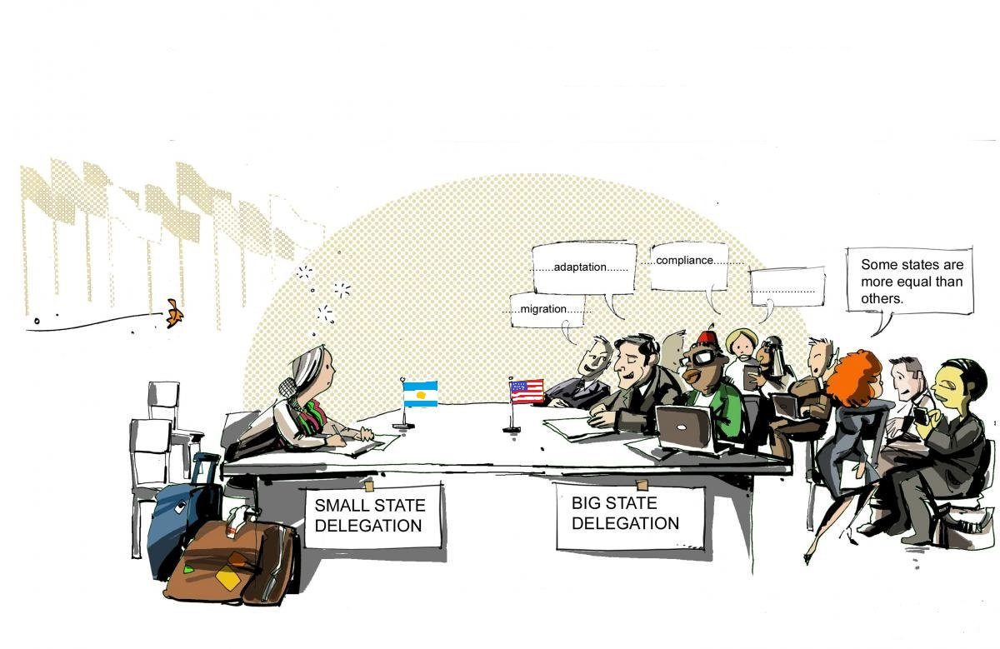 ......adaptation......
....compliance.........
......migration........
....................
Some states are
more equal than
others.
SMALL STATE
DELEGATION
BIG STATE
DELEGATION